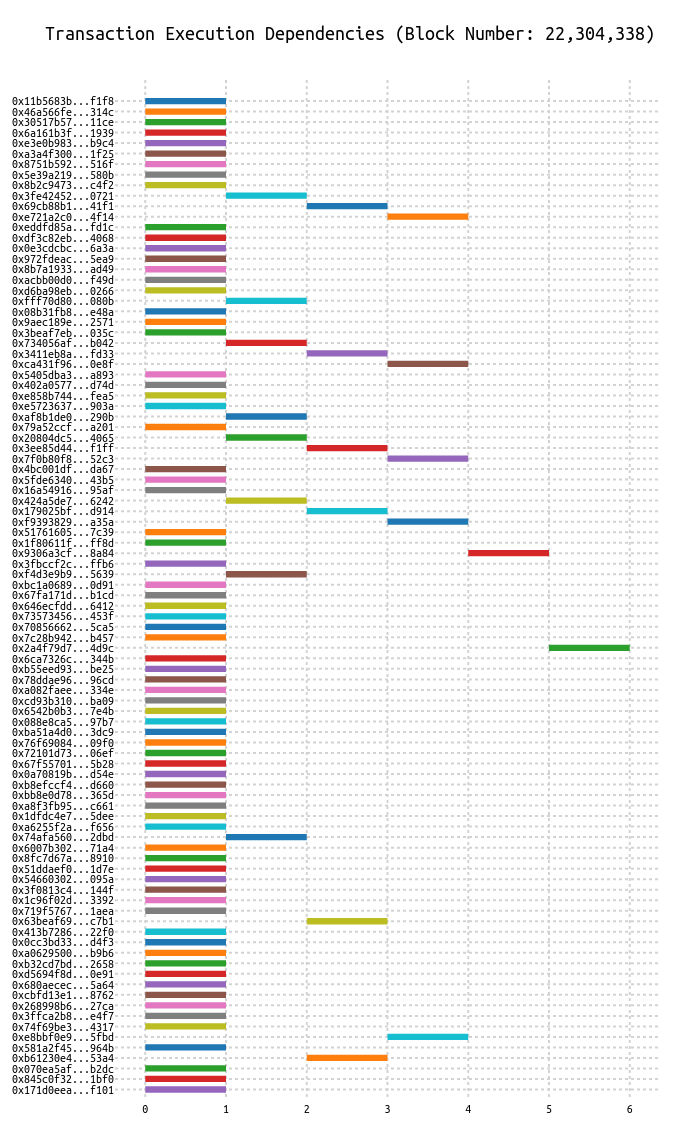 Transaction Execution Dependencies (Block Number: 22,304,338)
0x11b5683b...f1f8
0x46a566fe...314c
0x30517b57...11ce
0x6a161b3f...1939
0xe3e0b983...b9c4
0xa3a4f300...1f25
0x8751b592...516f
0x5e39a219...580b
0x8b2c9473...c4f2
0x3fe42452...0721
0x69cb88b1...41f1
0xe721a2c0...4f14
0xeddfd85a...fd1c
0xdf3c82eb...4068
0x0e3cdcbc...6a3a
0x972fdeac...5ea9
0x8b7a1933...ad49
0xacbb00d0...f49d
0xd6ba98eb...0266
0xfff70d80...080b
0x08b31fb8...e48a
0x9aec189e...2571
0x3beaf7eb...035c
0x734056af...b042
0x3411eb8a...fd33
0xca431f96...0e8f
0x5405dba3...a893
0x402a0577...d74d
0xe858b744...fea5
0xe5723637...903a
0xaf8b1de0...290b
0x79a52ccf...a201
0x20804dc5...4065
0x3ee85d44...f1ff
0x7f0b80f8...52c3
0x4bc001df...da67
0x5fde6340...43b5
0x16a54916...95af
0x424a5de7...6242
0x179025bf...d914
0xf9393829...a35a
0x51761605...7c39
0x1f80611f...ff8d
0x9306a3cf...8a84
0x3fbccf2c...ffb6
0xf4d3e9b9...5639
0xbc1a0689...0d91
0x67fa171d...b1cd
0x646ecfdd...6412
0x73573456...453f
0x70856662...5ca5
0x7c28b942...b457
0x2a4f79d7...4d9c
0x6ca7326c...344b
0xb55eed93...be25
0x78ddae96...96cd
0xa082faee...334e
0xcd93b310...ba09
0x6542b0b3...7e4b
0x088e8ca5...97b7
0xba51a4d0...3dc9
0x76f69084...09f0
0x72101d73...06ef
0x67f55701...5b28
0x0a70819b...d54e
0xb8efccf4...d660
0xbb8e0d78...365d
0xa8f3fb95...c661
0x1dfdc4e7...5dee
0xa6255f2a...f656
0x74afa560...2dbd
0x6007b302...71a4
0x8fc7d67a...8910
0x51ddaef0...1d7e
0x54660302...095a
0x3f0813c4...144f
0x1c96f02d...3392
0x719f5767...1aea
0x63beaf69...c7b1
0x413b7286...22f0
0x0cc3bd33...d4f3
0xa0629500...b9b6
0xb32cd7bd...2658
0xd5694f8d...0e91
0x680aecec...5a64
0xcbfd13e1...8762
0x268998b6...27ca
0x3ffca2b8...e4f7
0x74f69be3...4317
0xe8bbf0e9...5fbd
0x581a2f45...964b
0xb61230e4...53a4
0x070ea5af...b2dc
0x845c0f32...1bf0
0x171d0eea...f101
0 1 2 3 4 5 6